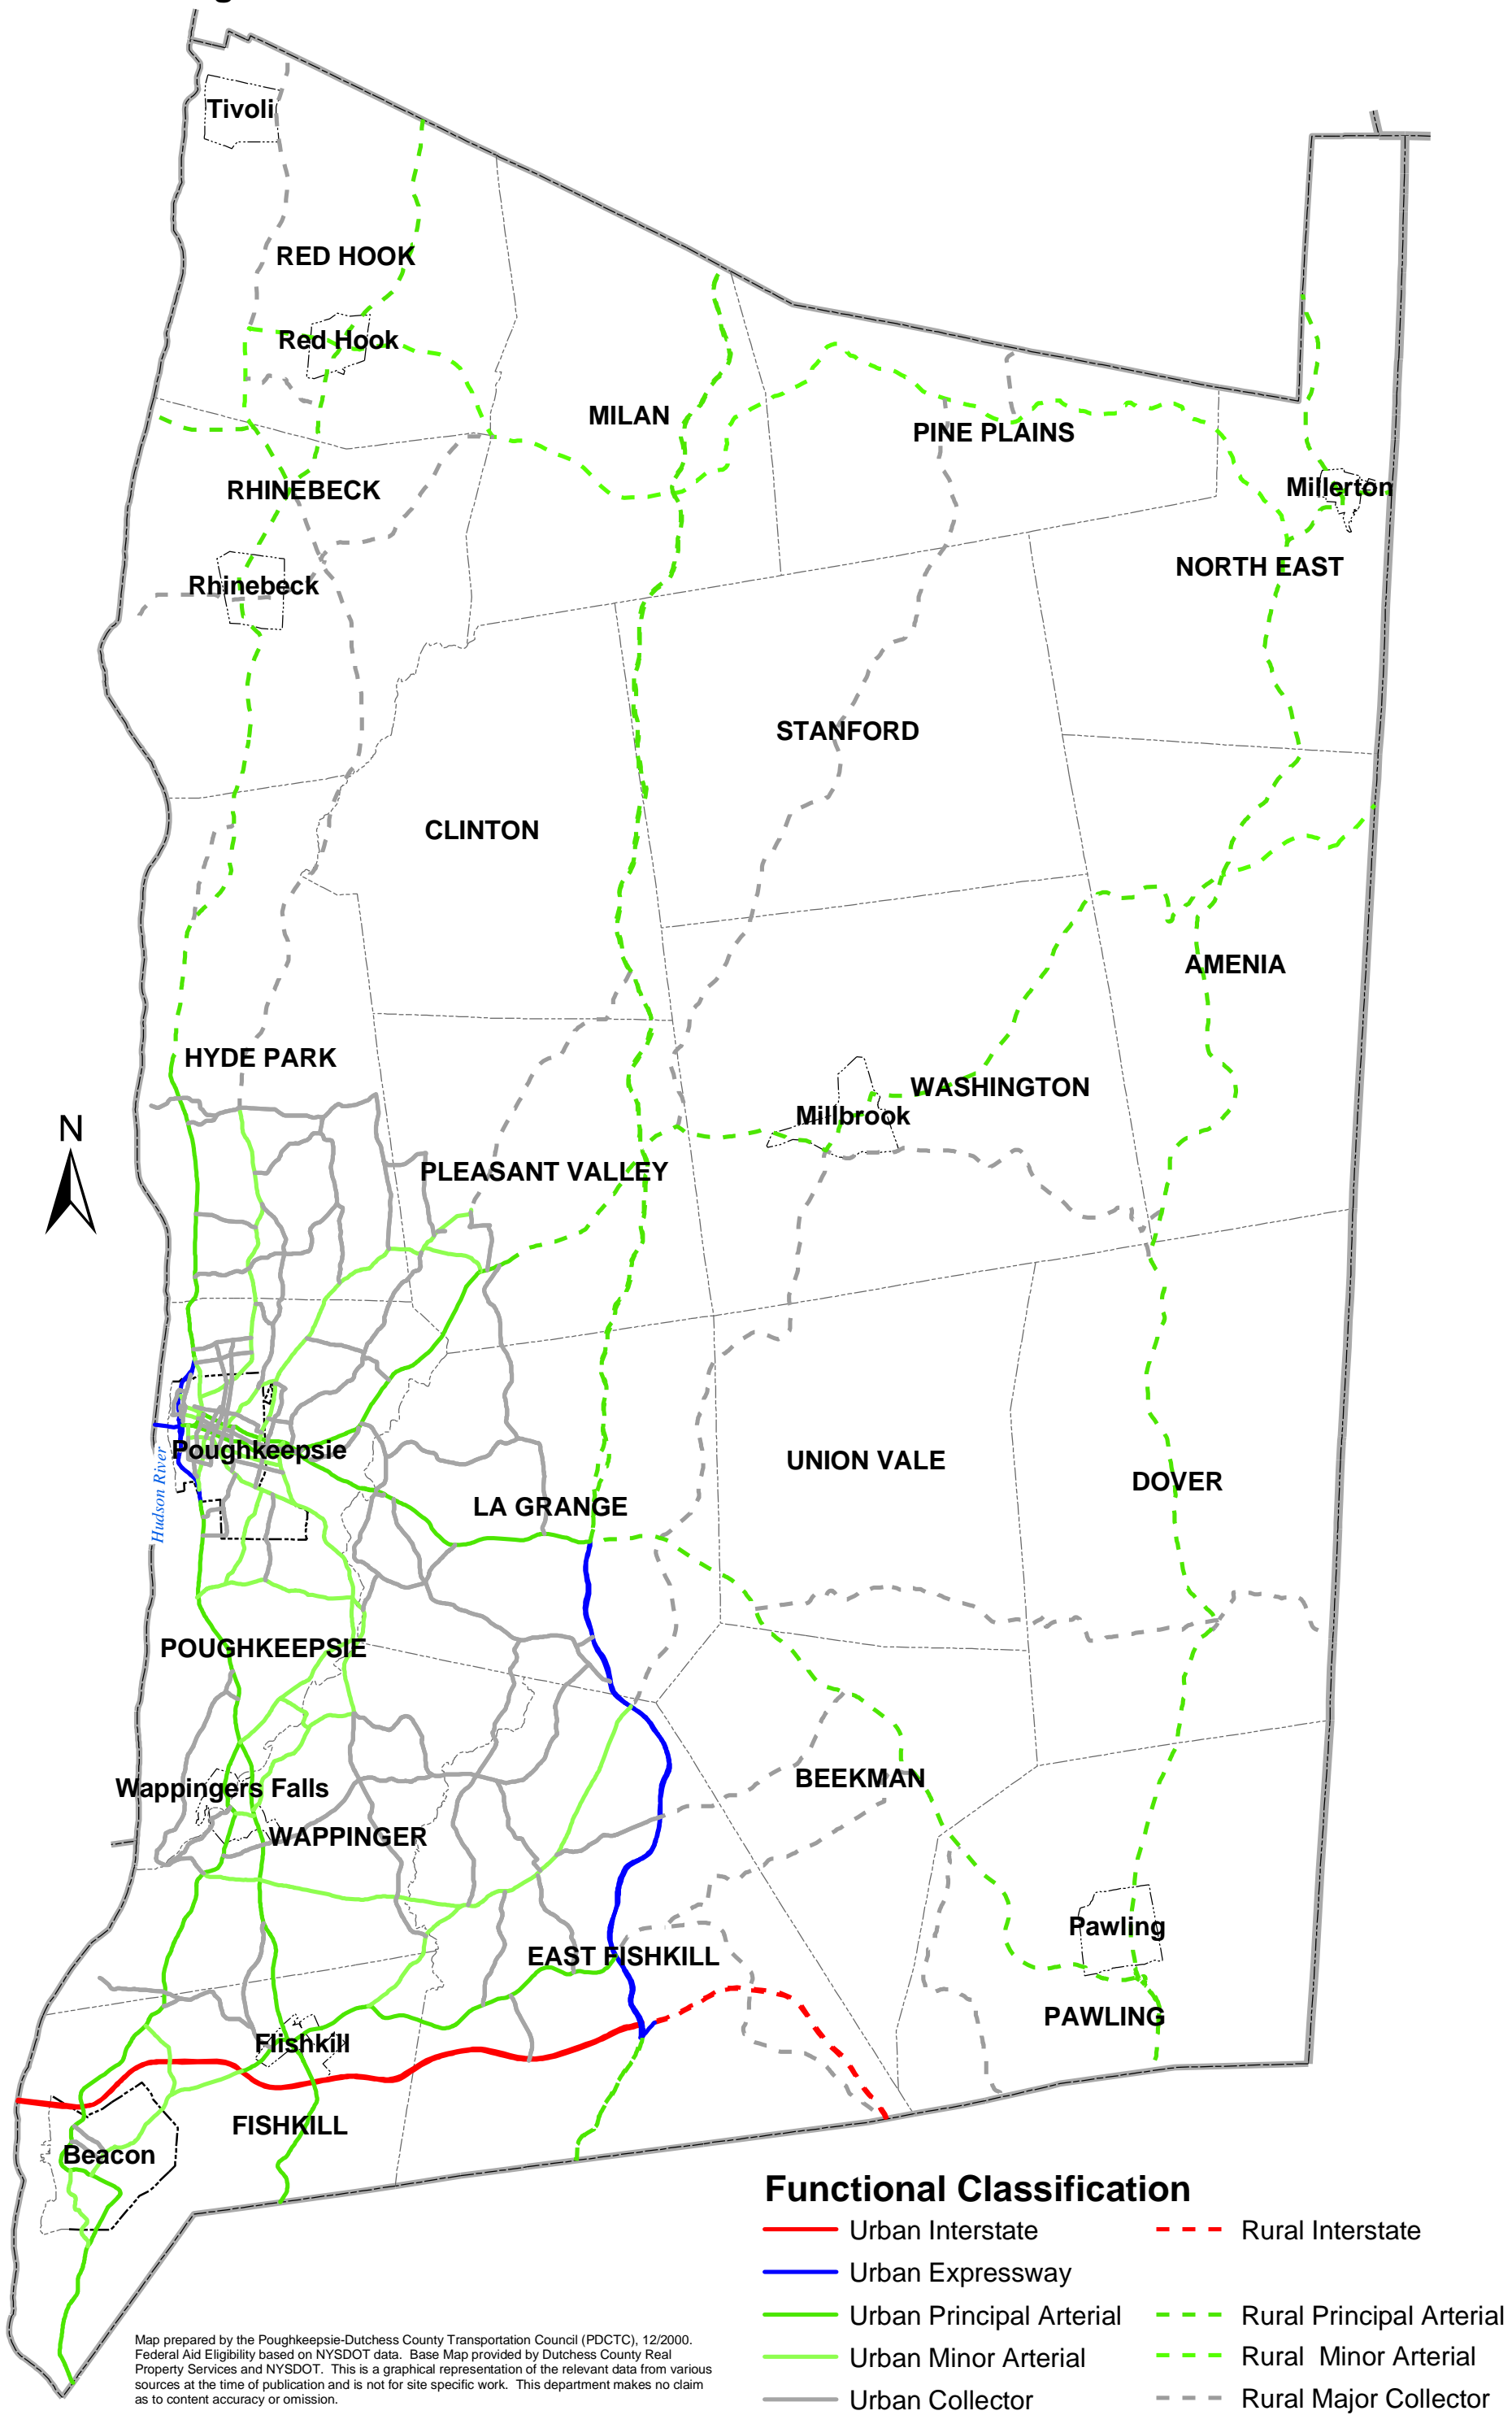 Tivoli
RED HOOK
Red Hook
MILAN
PINE PLAINS
RHINEBECK
Millerton
NORTH EAST
Rhinebeck
STANFORD
CLINTON
AMENIA
HYDE PARK
WASHINGTON
Millbrook
N
PLEASANT VALLEY
Poughkeepsie
UNION VALE
DOVER
Hudson River
LA GRANGE
POUGHKEEPSIE
BEEKMAN
Wappingers Falls
WAPPINGER
Pawling
EAST FISHKILL
PAWLING
Flishkill
FISHKILL
Beacon
Functional Classification
Urban Interstate
Rural Interstate
Urban Expressway
Urban Principal Arterial
Rural Principal Arterial
Urban Minor Arterial
Rural Minor Arterial
Urban Collector
Rural Major Collector
Map prepared by the Poughkeepsie-Dutchess County Transportation Council (PDCTC), 12/2000.
Federal Aid Eligibility based on NYSDOT data. Base Map provided by Dutchess County Real
Property Services and NYSDOT. This is a graphical representation of the relevant data from various
sources at the time of publication and is not for site specific work. This department makes no claim
as to content accuracy or omission.